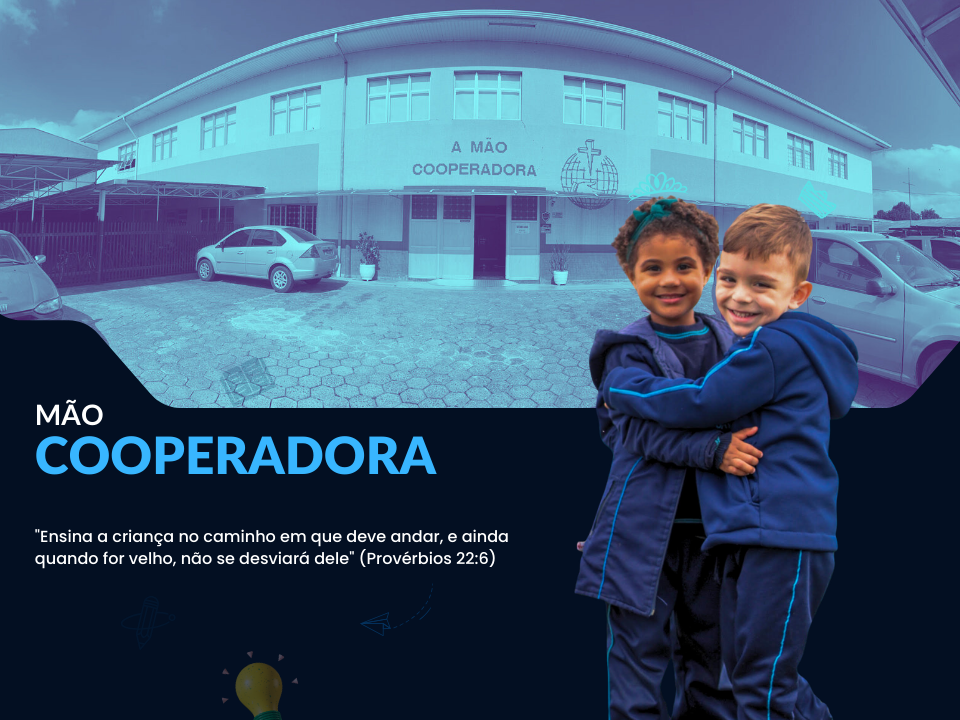 A MÃO
COOPERADORA
MÃO
COOPERADORA
"Ensina a criança no caminho em que deve andar, e ainda
quando for velho, não se desviará dele" (Provérbios 22:6)